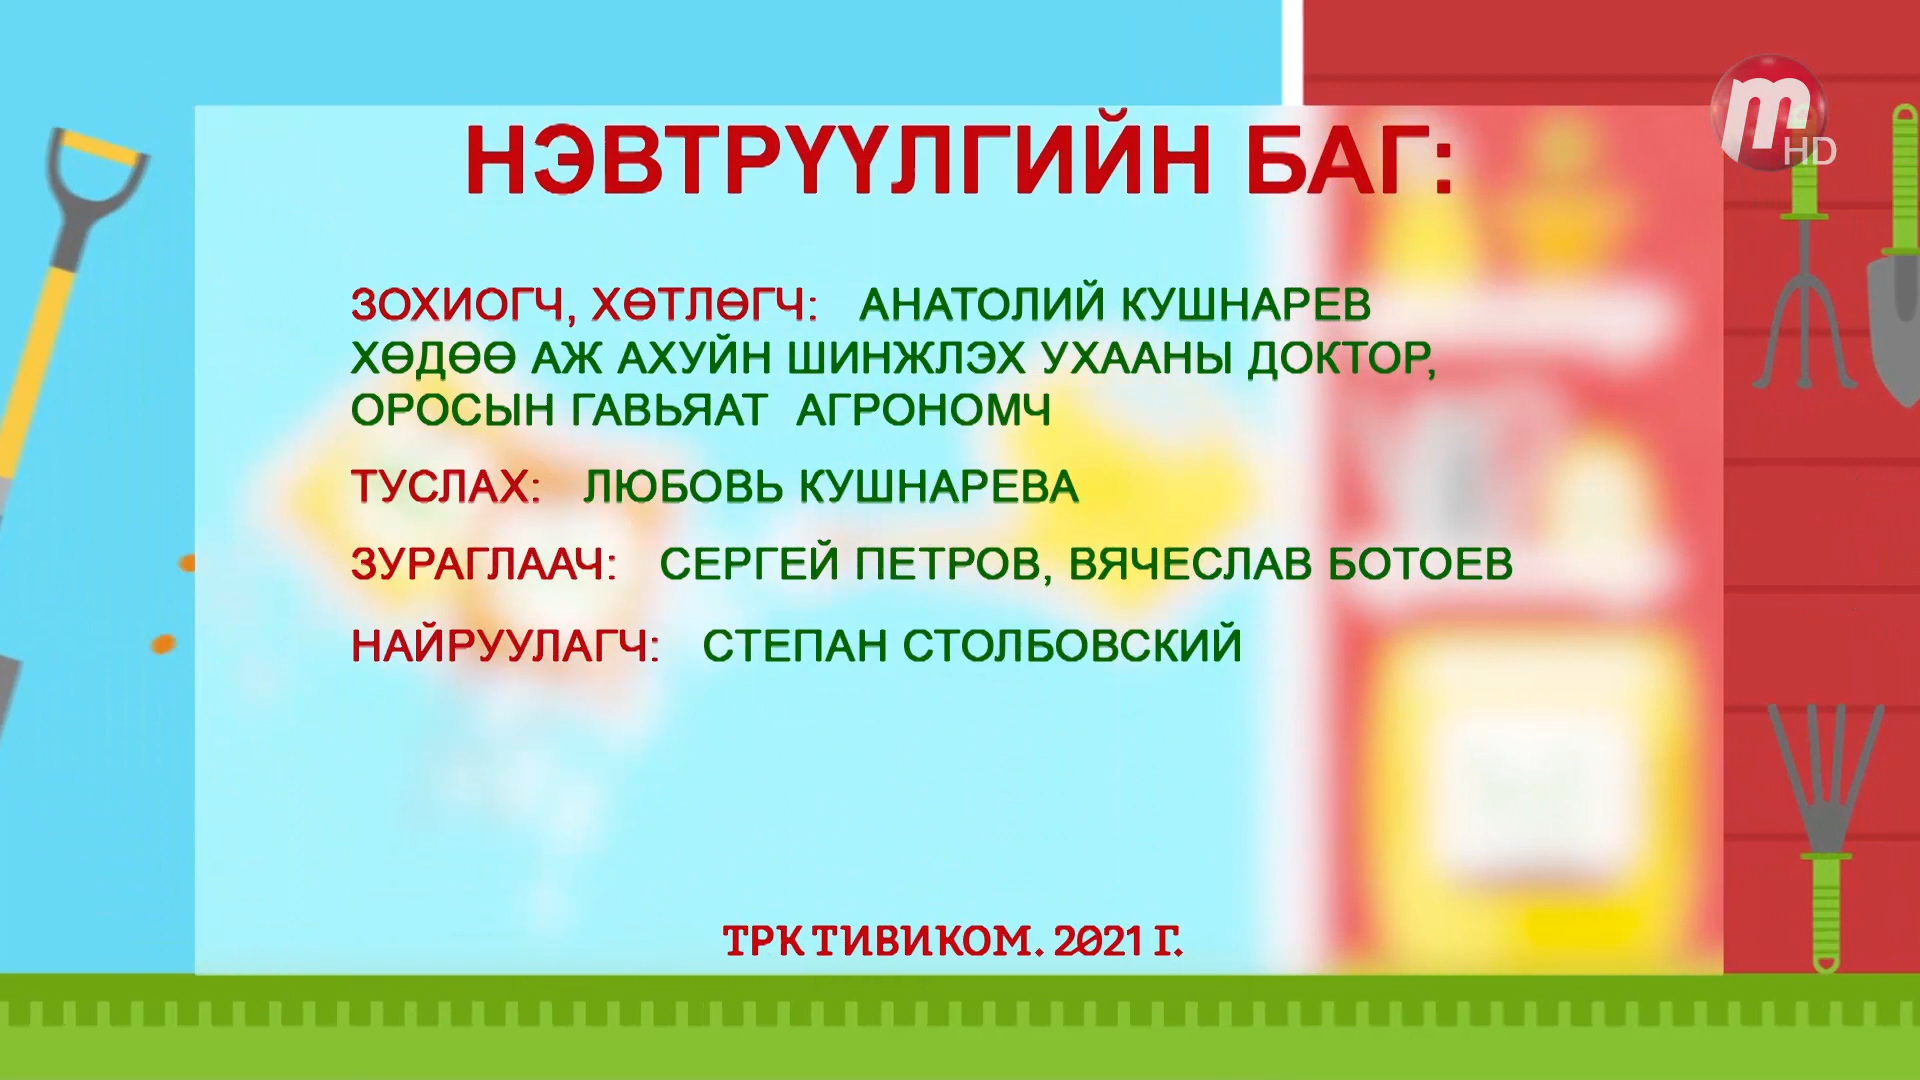 m HD
НЭВТРҮҮЛГИЙН БАГ:
ЗОХИОГЧ, ХӨТЛӨГЧ: АНАТОЛИЙ КУШНАРЕВ
ХӨДӨӨ АЖ АХУЙН ШИНЖЛЭХ УХААНЫ ДОКТОР,
ОРОСЫН ГАВЬЯАТ АГРОНОМЧ
ТУСЛАХ: ЛЮБОВЬ КУШНАРЕВА
ЗУРАГЛААЧ: СЕРГЕЙ ПЕТРОВ, ВЯЧЕСЛАВ БОТОЕВ
НАЙРУУЛАГЧ: СТЕПАН СТОЛБОВСКИЙ
ТРК ТИВИКОМ. 2021 Г.